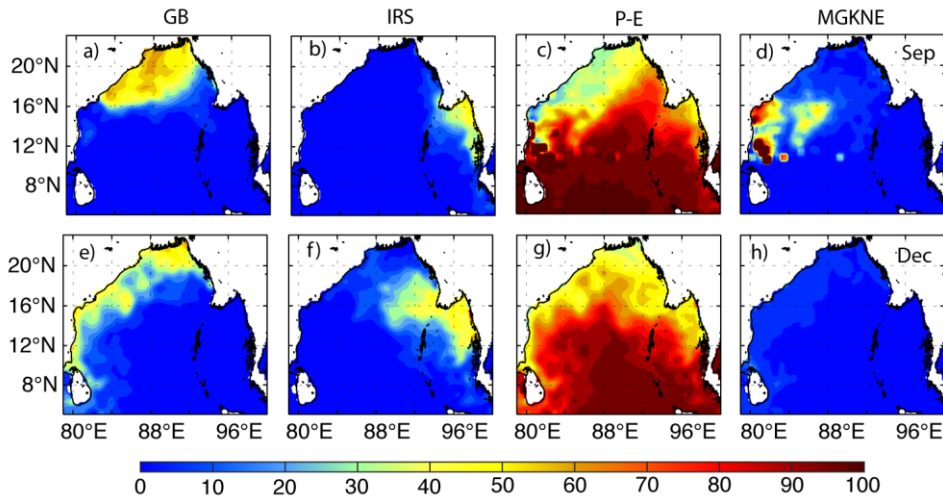 GB IRS P-E MGKNE
a) b) c) d) Sep
20°N
16°N
12°N
8°N
e) f) g) h) Dec
20°N
16°N
12°N
8°N
80°E 88°E 96°E 80°E 88°E 96°E 80°E 88°E 96°E 80°E 88°E 96°E
0 10 20 30 40 50 60 70 80 90 100